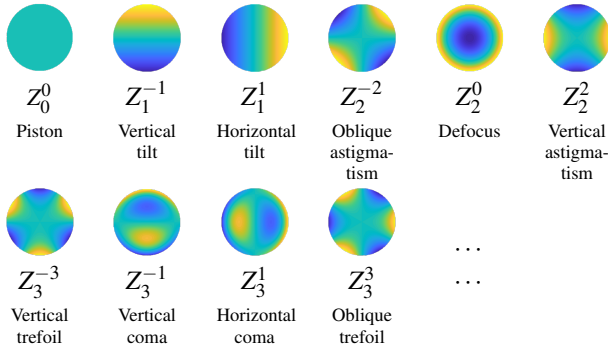 Z_0^0 Z_1^{-1} Z_1^1 Z_2^{-2} Z_2^0 Z_2^2
Piston Vertical Horizontal Oblique Defocus Vertical
tilt tilt astigma- astigma-
tism tism
Z_3^{-3} Z_3^{-1} Z_3^1 Z_3^3 ...
...
Vertical Vertical Horizontal Oblique
trefoil coma coma trefoil